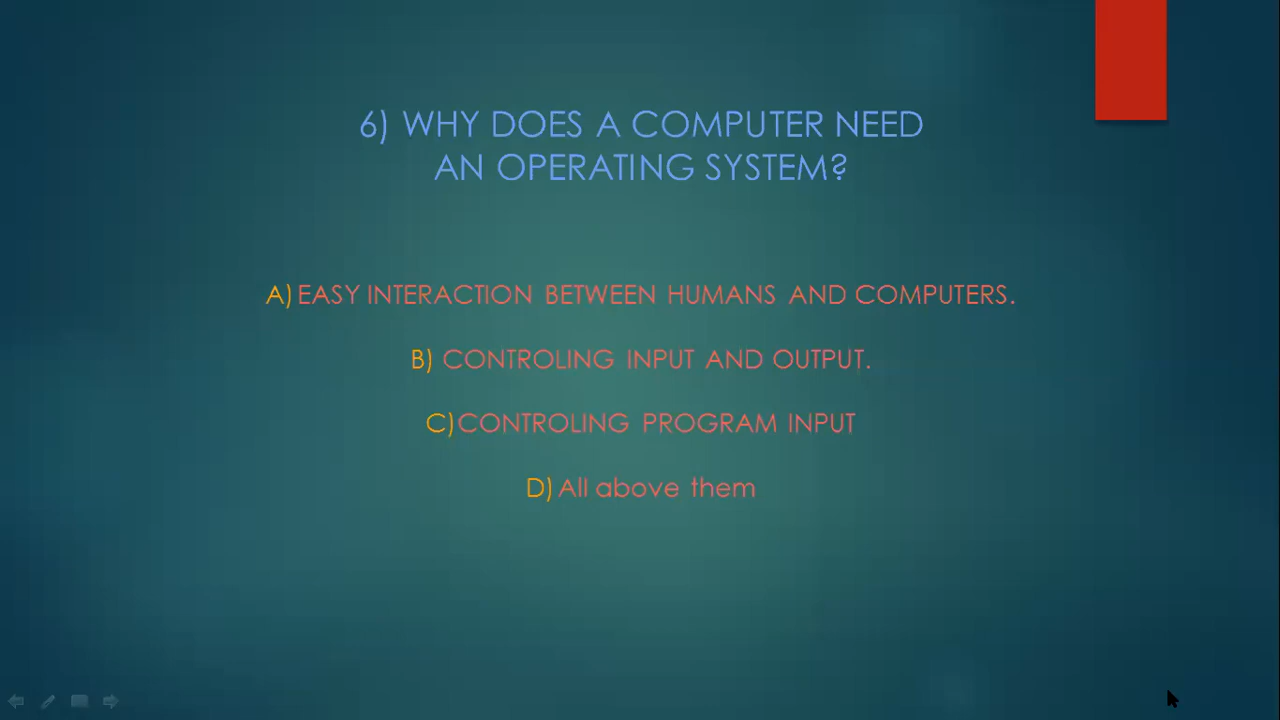 6) WHY DOES A COMPUTER NEED
AN OPERATING SYSTEM?
A) EASY INTERACTION BETWEEN HUMANS AND COMPUTERS.
B) CONTROLING INPUT AND OUTPUT.
C)CONTROLING PROGRAM INPUT
D) All above them